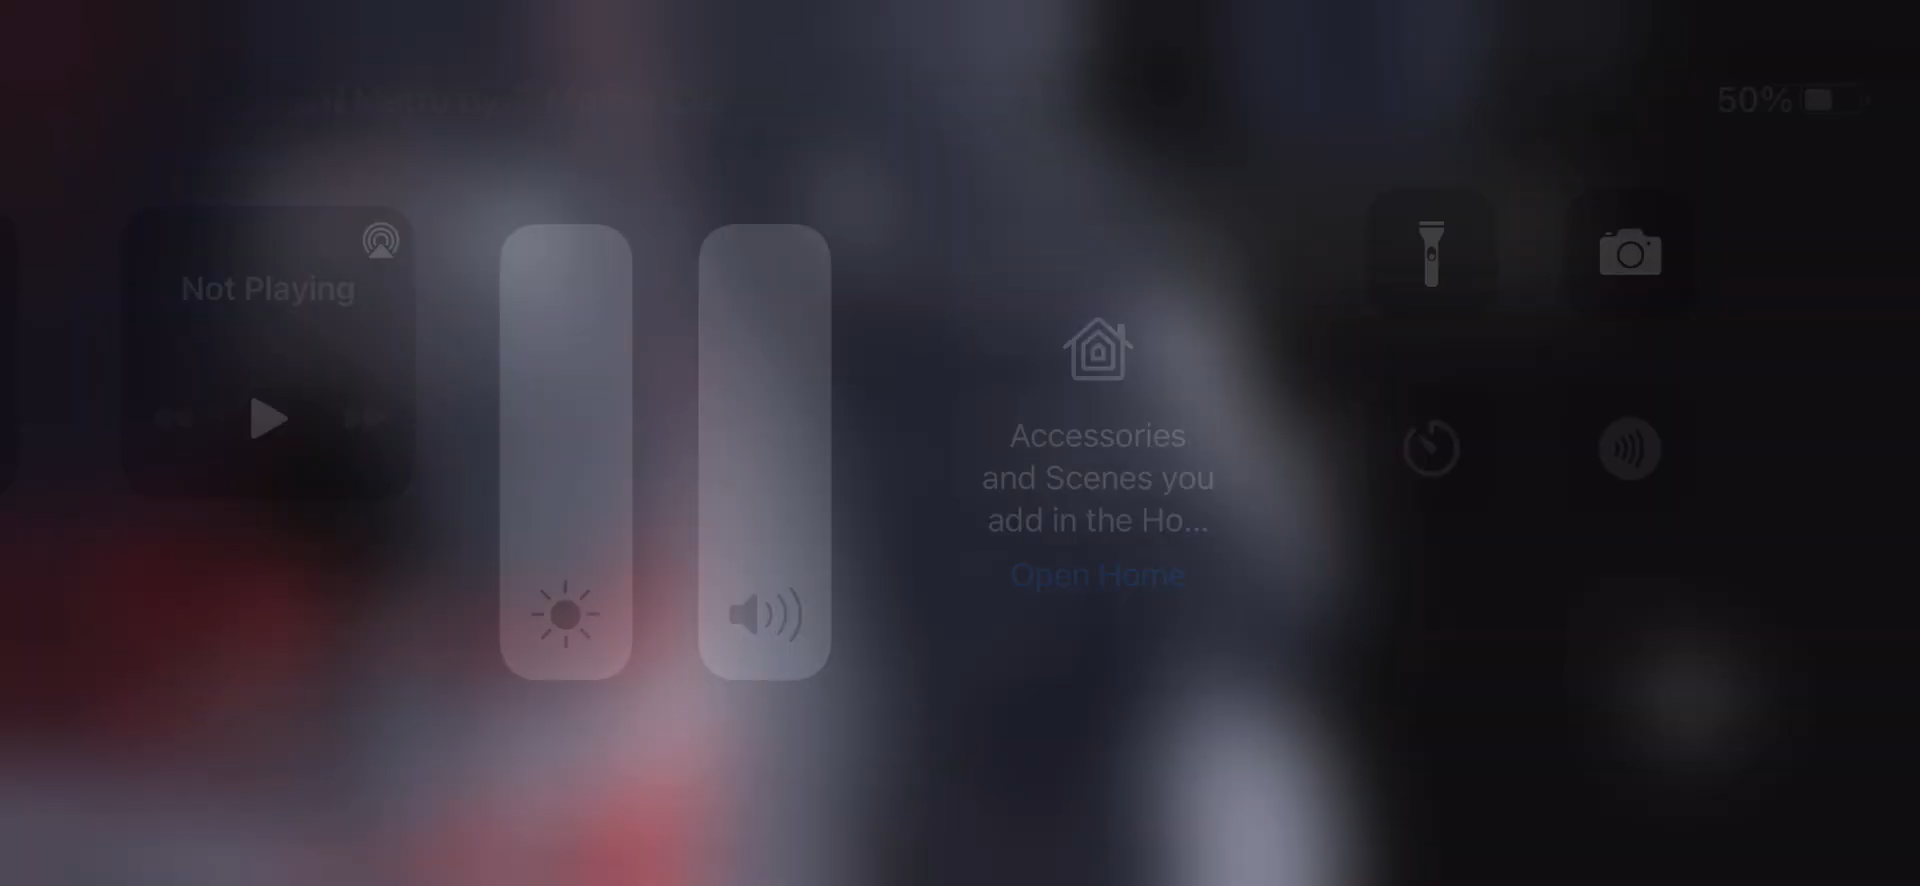 50%
Not Playing
Accessories
and Scenes you
add in the Ho...
Open Home